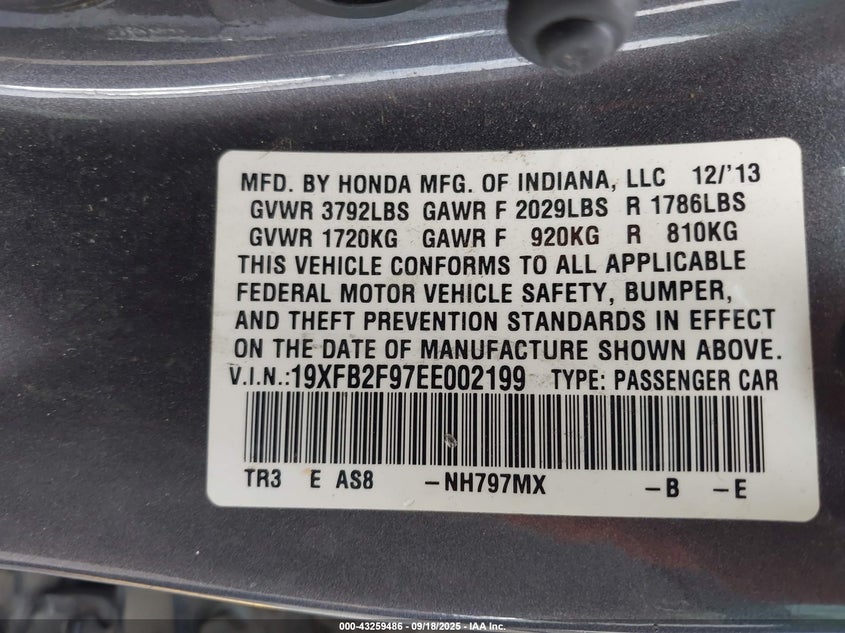 MFD. BY HONDA MFG. OF INDIANA, LLC 12/'13
GVWR 3792LBS GAWR F 2029LBS R 1786LBS
GVWR 1720KG GAWR F 920KG R 810KG
THIS VEHICLE CONFORMS TO ALL APPLICABLE
FEDERAL MOTOR VEHICLE SAFETY, BUMPER,
AND THEFT PREVENTION STANDARDS IN EFFECT
ON THE DATE OF MANUFACTURE SHOWN ABOVE.
V.I.N.:19XFB2F97EE002199 TYPE: PASSENGER CAR
TR3 E AS8 -NH797MX -B -E
000-43259486 - 09/18/2025 - IAA Inc.